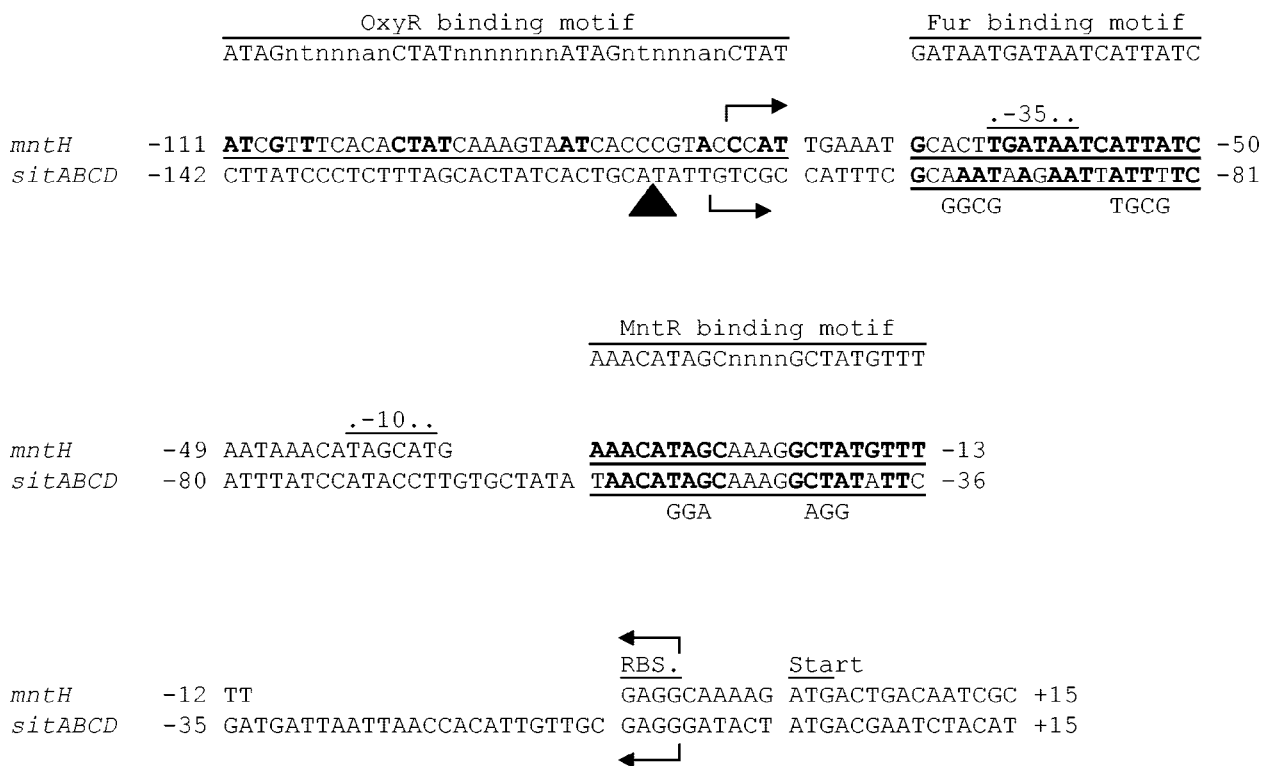 OxyR binding motif Fur binding motif
ATAGntnnnanCTATnnnnnnnATAGntnnnanCTAT GATAATGATAATCATTATC
.-35..
mntH -111 ATCGTTTCACACTATCAAAGTAATCACCCGTACCCAT TGAAAT GCACTTGATAATCATTATC -50
sitABCD -142 CTTATCCCTCTTTAGCACTATCACTGCATATTGTCGC CATTTC GCAAATAAGAATTATTTTC -81
GGCG TGCG
MntR binding motif
AAACATAGCnnnnGCTATGTTT
.-10..
mntH -49 AATAAACATAGCATG AAACATAGCAAAGGCTATGTTT -13
sitABCD -80 ATTTATCCATACCTTGTGCTATA TAACATAGCAAAGGCTATATTC -36
GGA AGG
RBS. Start
mntH -12 TT GAGGCAAAAG ATGACTGACAATCGC +15
sitABCD -35 GATGATTAATTAACCACATTGTTGC GAGGGATACT ATGACGAATCTACAT +15